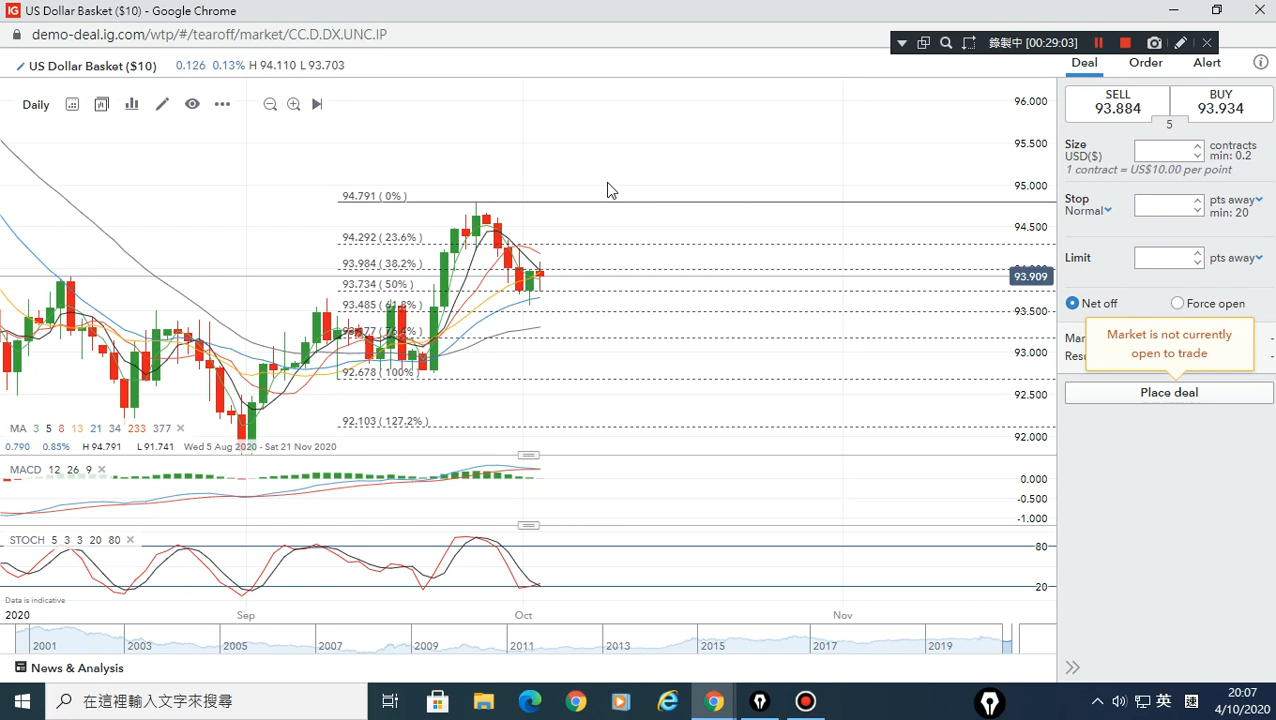 US Dollar Basket ($10) - Google Chrome
demo-deal.ig.com/wtp/#/tearoff/market/CC.D.DX.UNC.IP
錄製中 [00:29:03]
US Dollar Basket ($10) 0.126 0.13% H 94.110 L 93.703
Deal Order Alert
Daily
SELL 93.884
BUY 93.934
5
Size USD($) contracts min: 0.2
1 contract = US$10.00 per point
Stop Normal pts away min: 20
Limit pts away
Net off Force open
Market is not currently
open to trade
Place deal
96.000
95.500
95.000
94.500
93.909
93.500
93.000
92.500
92.000
94.791 ( 0%)
94.292 ( 23.6%)
93.984 ( 38.2%)
93.734 ( 50%)
93.485 ( 61.8%)
92.678 ( 100%)
92.103 ( 127.2%)
MA 3 5 8 13 21 34 233 377
0.790 0.85% H 94.791 L 91.741 Wed 5 Aug 2020 - Sat 21 Nov 2020
MACD 12 26 9
0.000
-0.500
-1.000
STOCH 5 3 3 20 80
80
20
Data is indicative
2020 Sep Oct Nov
2001 2003 2005 2007 2009 2011 2013 2015 2017 2019
News & Analysis
在這裡輸入文字來搜尋
英
20:07
4/10/2020